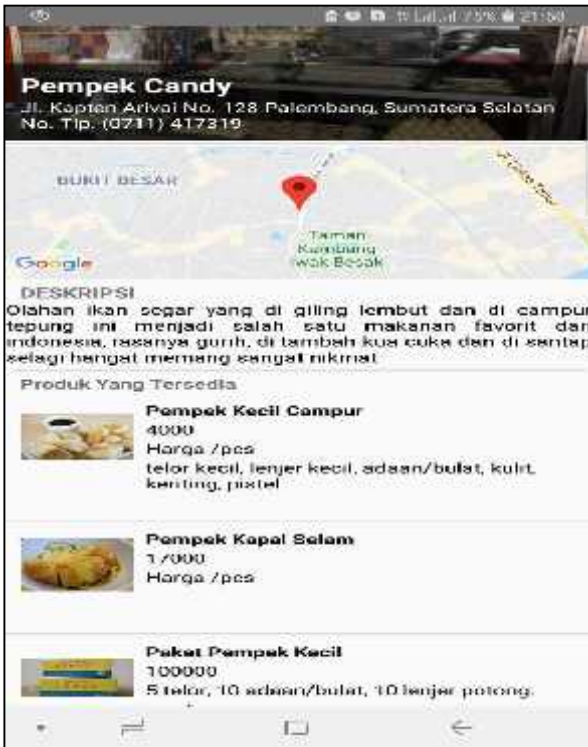 75% 21:50
Pempek Candy
Jl. Kapten Arivai No. 128 Palembang, Sumatera Selatan
No. Tlp. (0711) 417319
BUKIT BESAR
Taman
Kambang
Iwak Besak
Google
DESKRIPSI
Olahan ikan segar yang di giling lembut dan di campur
tepung ini menjadi salah satu makanan favorit dari
indonesia, rasanya gurih, di tambah kua cuka dan di santap
selagi hangat memang sangat nikmat
Produk Yang Tersedia
Pempek Kecil Campur
4000
Harga /pcs
telor kecil, lenjer kecil, adaan/bulat, kulit,
keriting, pistel
Pempek Kapal Selam
17000
Harga /pcs
Paket Pempek Kecil
100000
5 telor, 10 adaan/bulat, 10 lenjer potong,